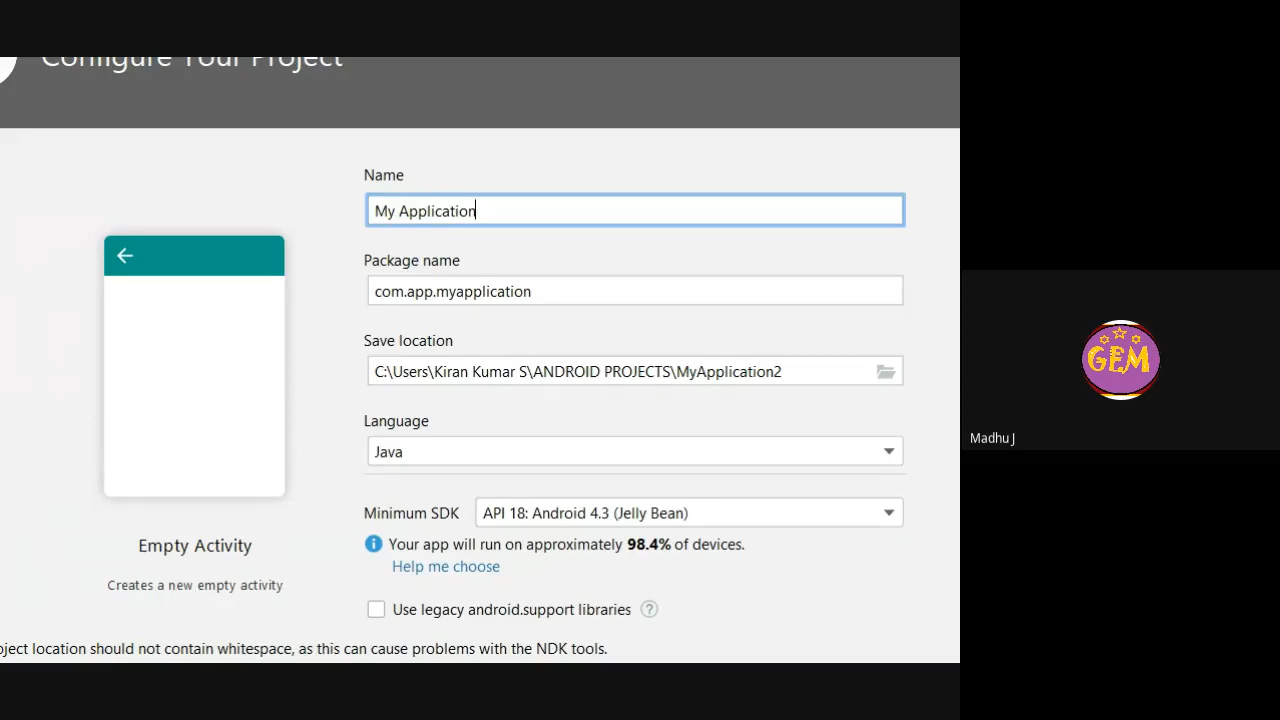 Configure Your Project
Name
My Application
Package name
com.app.myapplication
Save location
C:\Users\Kiran Kumar S\ANDROID PROJECTS\MyApplication2
Language
Java
Minimum SDK
API 18: Android 4.3 (Jelly Bean)
Your app will run on approximately 98.4% of devices.
Help me choose
Use legacy android.support libraries ?
Empty Activity
Creates a new empty activity
oject location should not contain whitespace, as this can cause problems with the NDK tools.
GEM
Madhu J